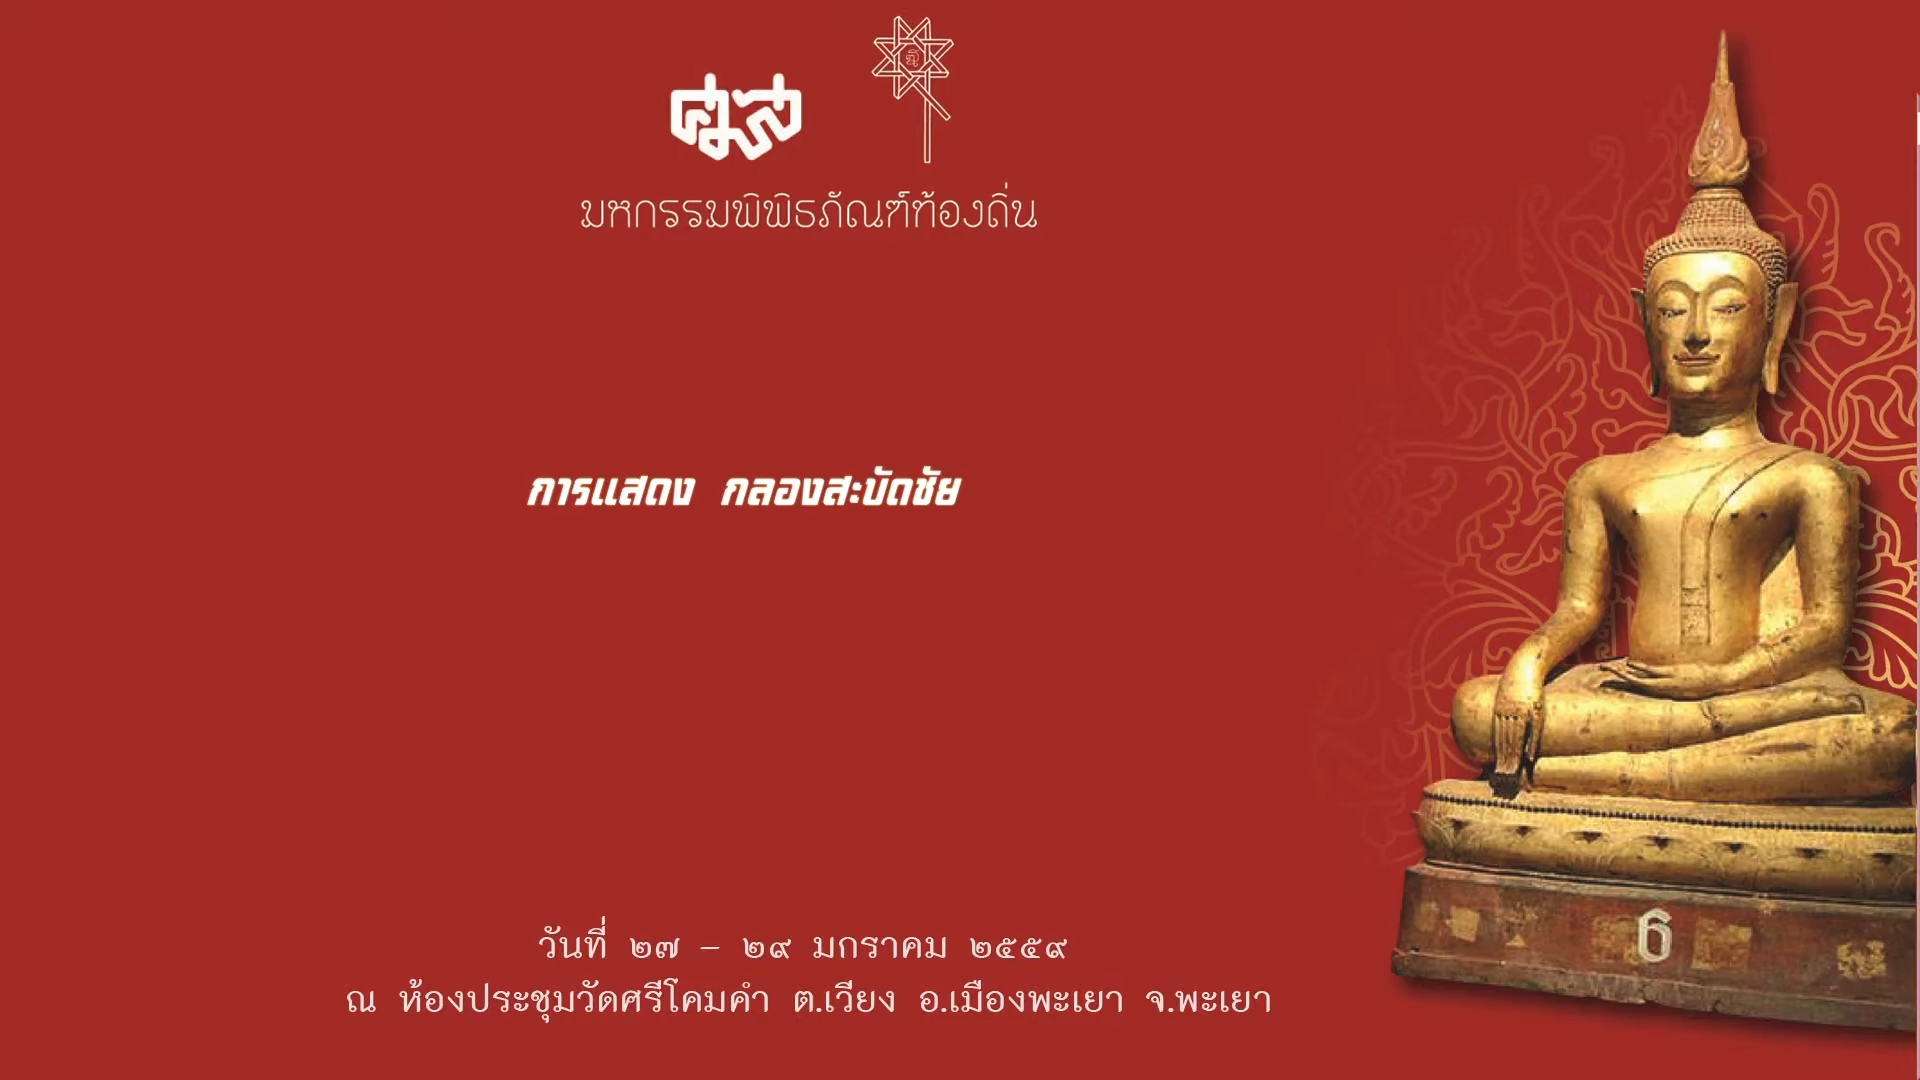 ศมส
มหกรรมพิพิธภัณฑ์ท้องถิ่น
การแสดง กลองสะบัดชัย
วันที่ ๒๗ – ๒๙ มกราคม ๒๕๕๙
ณ ห้องประชุมวัดศรีโคมคำ ต.เวียง อ.เมืองพะเยา จ.พะเยา
6